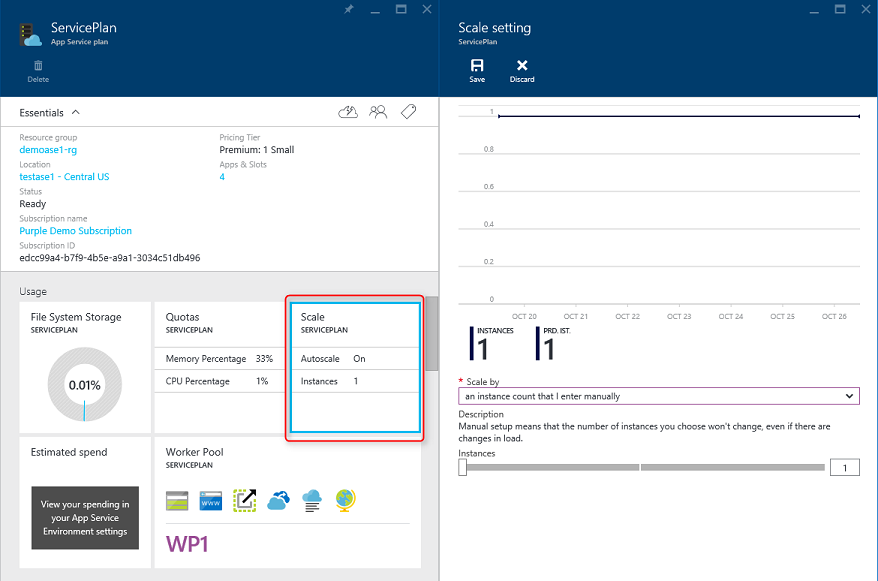 ServicePlan
App Service plan
Delete
Essentials
Resource group
demoase1-rg
Pricing Tier
Premium: 1 Small
Location
testase1 - Central US
Apps & Slots
4
Status
Ready
Subscription name
Purple Demo Subscription
Subscription ID
edcc99a4-b7f9-4b5e-a9a1-3034c51db496
Usage
File System Storage
SERVICEPLAN
0.01%
Quotas
SERVICEPLAN
Memory Percentage 33%
CPU Percentage 1%
Scale
SERVICEPLAN
Autoscale On
Instances 1
Estimated spend
View your spending in
your App Service
Environment settings
Worker Pool
SERVICEPLAN
WWW
WP1
Scale setting
ServicePlan
Save
Discard
1
0.8
0.6
0.4
0.2
0
OCT 20 OCT 21 OCT 22 OCT 23 OCT 24 OCT 25 OCT 26
INSTANCES
1
PRD. IST.
1
* Scale by
an instance count that I enter manually
Description
Manual setup means that the number of instances you choose won't change, even if there are
changes in load.
Instances
1